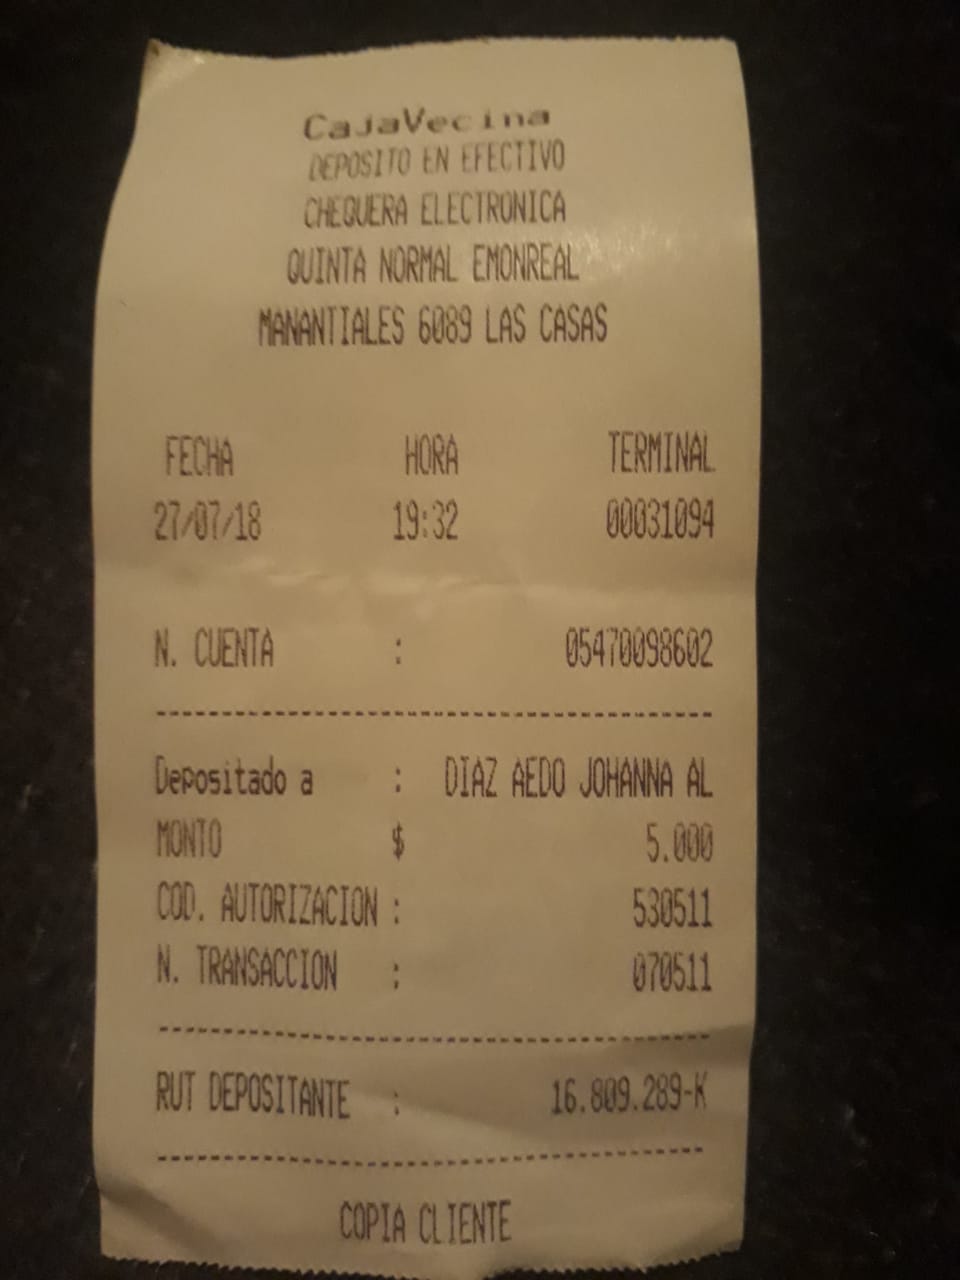 CajaVecina
DEPOSITO EN EFECTIVO
CHEQUERA ELECTRONICA
QUINTA NORMAL EMONREAL
MANANTIALES 6089 LAS CASAS
FECHA HORA TERMINAL
27/07/18 19:32 00031094
N. CUENTA : 05470098602
Depositado a : DIAZ AEDO JOHANNA AL
MONTO $ 5.000
COD. AUTORIZACION : 530511
N. TRANSACCION : 070511
RUT DEPOSITANTE : 16.809.289-K
COPIA CLIENTE